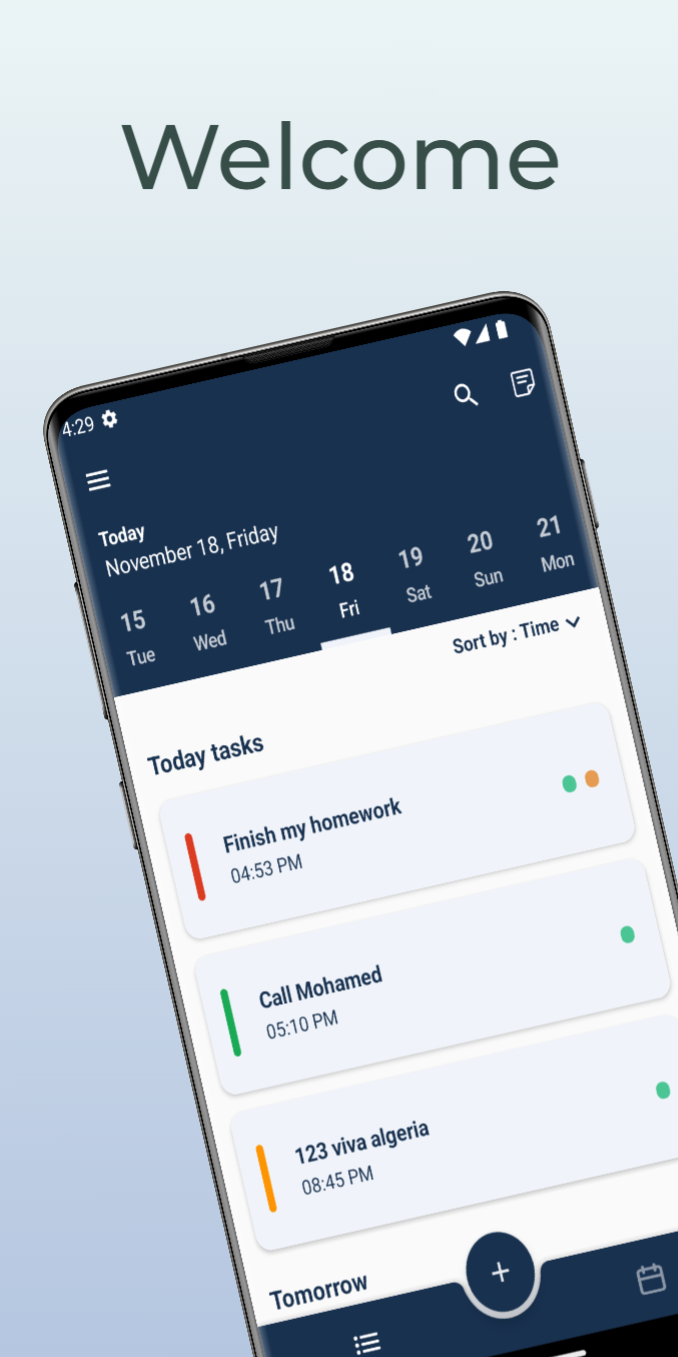 Welcome
4:29
Today
November 18, Friday
15 16 17 18 19 20 21
Tue Wed Thu Fri Sat Sun Mon
Sort by : Time
Today tasks
Finish my homework
04:53 PM
Call Mohamed
05:10 PM
123 viva algeria
08:45 PM
Tomorrow